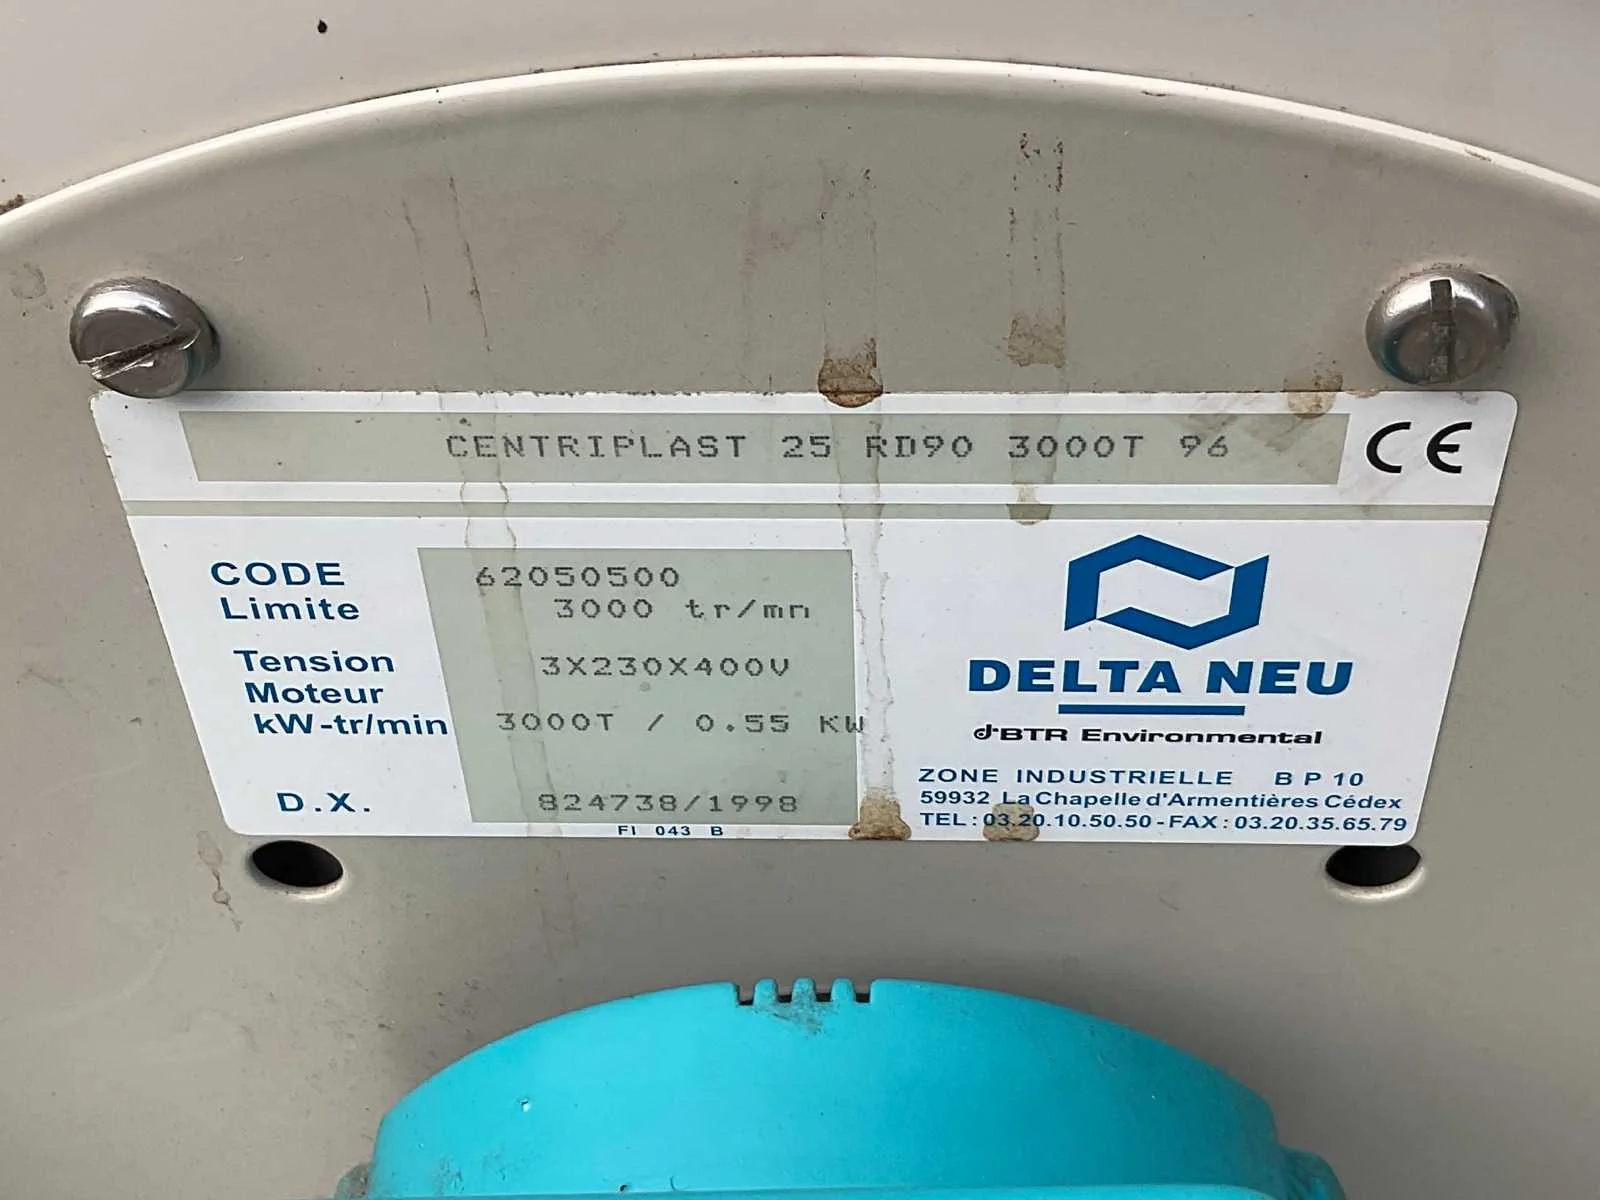 CENTRIPLAST 25 RD90 3000T 96 CE
CODE 62050500
Limite 3000 tr/mn
Tension 3X230X400V
Moteur
kW-tr/min 3000T / 0.55 KW
D.X. 824738/1998
FI 043 B
DELTA NEU
BTR Environmental
ZONE INDUSTRIELLE B P 10
59932 La Chapelle d'Armentières Cédex
TEL : 03.20.10.50.50 - FAX : 03.20.35.65.79